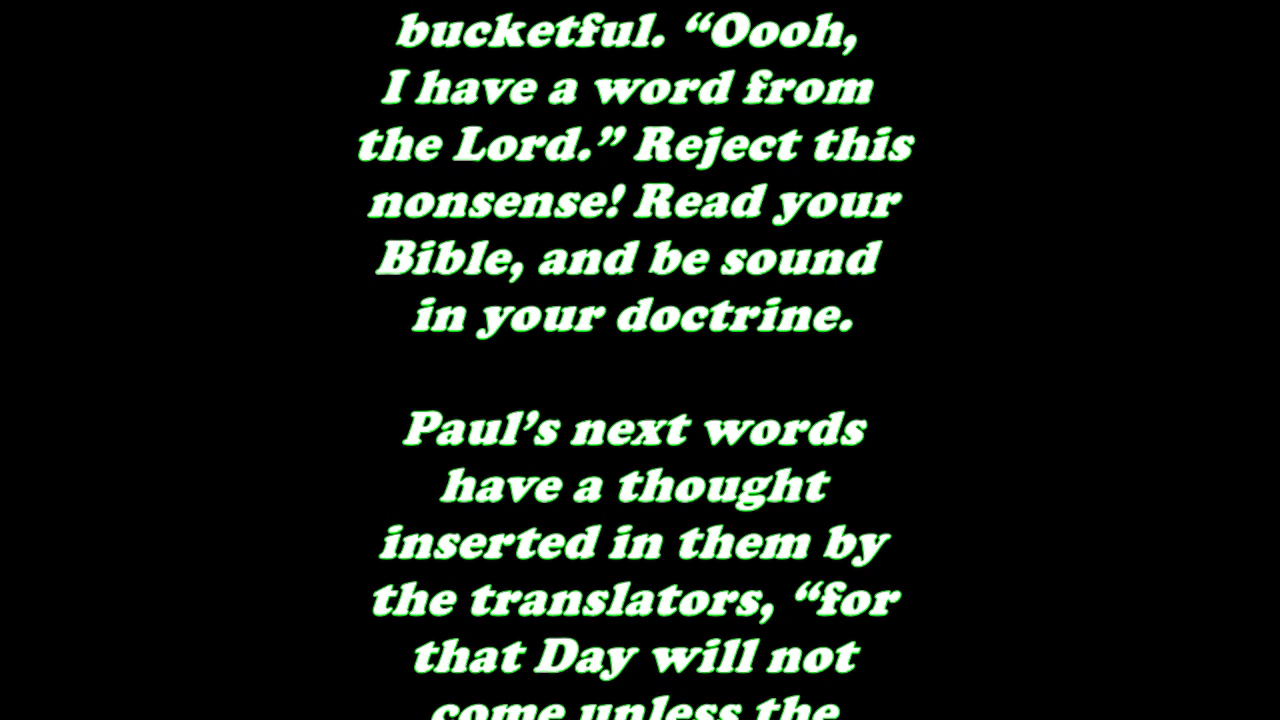 bucketful. “Oooh,
I have a word from
the Lord.” Reject this
nonsense! Read your
Bible, and be sound
in your doctrine.
Paul’s next words
have a thought
inserted in them by
the translators, “for
that Day will not
come unless the